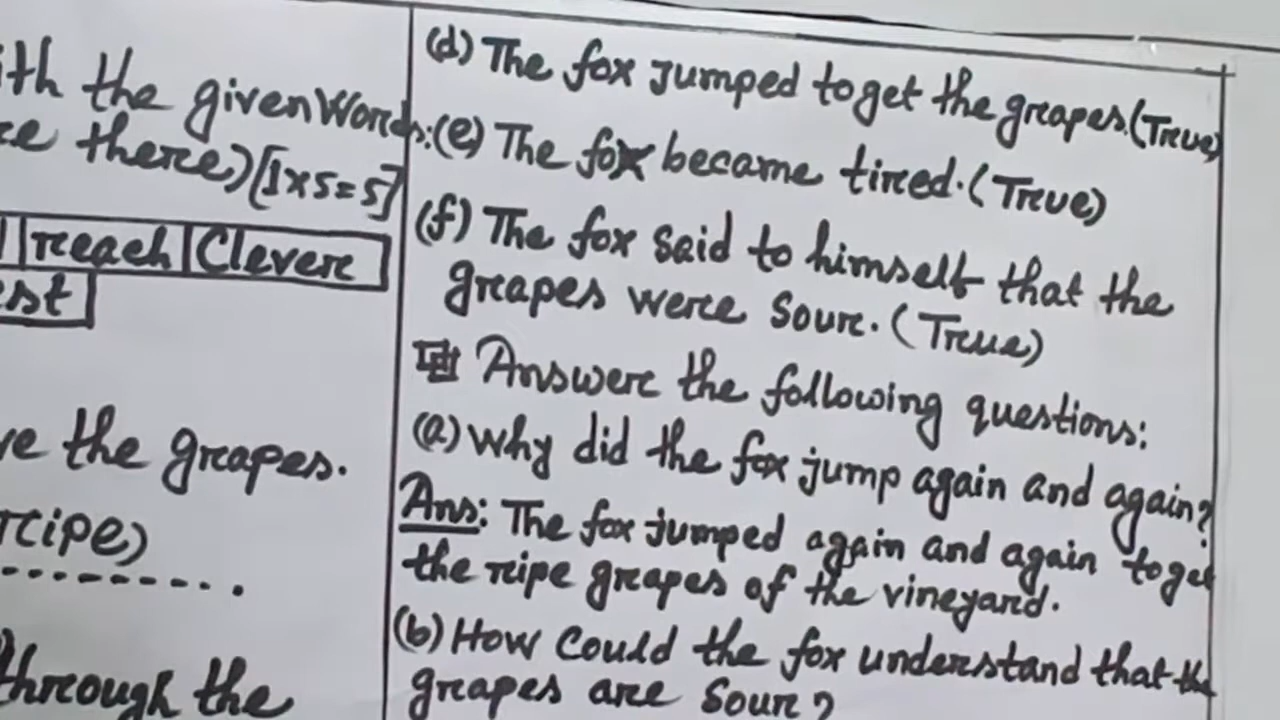 with the given words:
there)[1x5=5]
reach Clever
est
the grapes.
ripe)
through the
(d) The fox jumped to get the grapes.(True)
(e) The fox became tired.(True)
(f) The fox said to himself that the
grapes were sour.(True)
Answer the following questions:
(a) Why did the fox jump again and again?
Ans: The fox jumped again and again to get
the ripe grapes of the vineyard.
(b) How could the fox understand that the
grapes are sour?